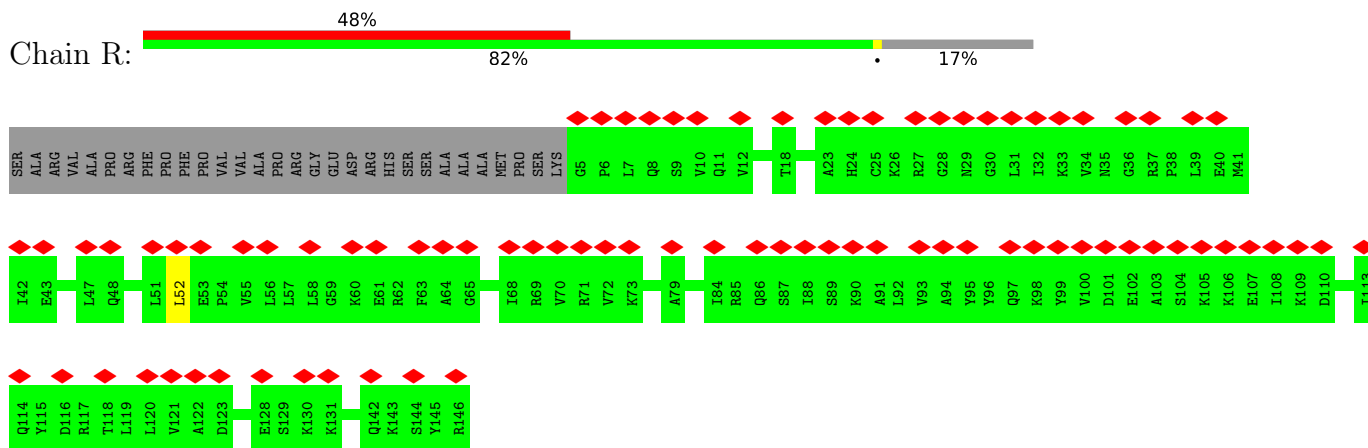 48%
Chain R:
82% • 17%
SER ALA ARG VAL ALA PRO ARG PHE PRO PHE PRO VAL VAL ALA PRO ARG GLY GLU ASP ARG HIS SER SER ALA ALA ALA MET PRO SER LYS G5 P6 L7 Q8 S9 V10 Q11 V12 T18 A23 H24 C25 K26 R27 G28 N29 G30 L31 I32 K33 V34 N35 G36 R37 P38 L39 E40 M41
I42 E43 L47 Q48 L51 L52 E53 P54 V55 L56 L57 L58 G59 K60 E61 R62 F63 A64 G65 I68 R69 V70 R71 V72 K73 A79 I84 R85 Q86 S87 I88 S89 K90 A91 L92 V93 A94 Y95 Y96 Q97 K98 Y99 V100 D101 E102 A103 S104 K105 K106 E107 I108 K109 D110 I113
Q114 Y115 D116 R117 T118 L119 L120 V121 A122 D123 E128 S129 K130 K131 Q142 K143 S144 Y145 R146